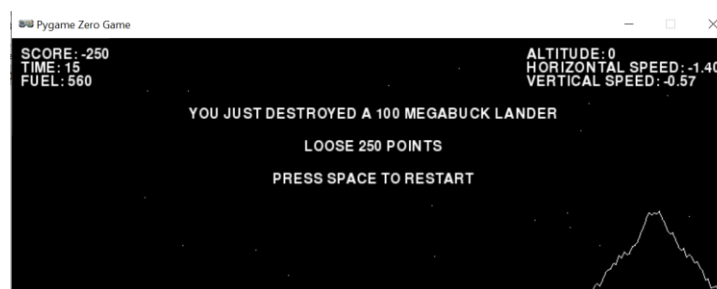 Pygame Zero Game
SCORE: -250
TIME: 15
FUEL: 560
ALTITUDE: 0
HORIZONTAL SPEED: -1.40
VERTICAL SPEED: -0.57
YOU JUST DESTROYED A 100 MEGABUCK LANDER
LOOSE 250 POINTS
PRESS SPACE TO RESTART